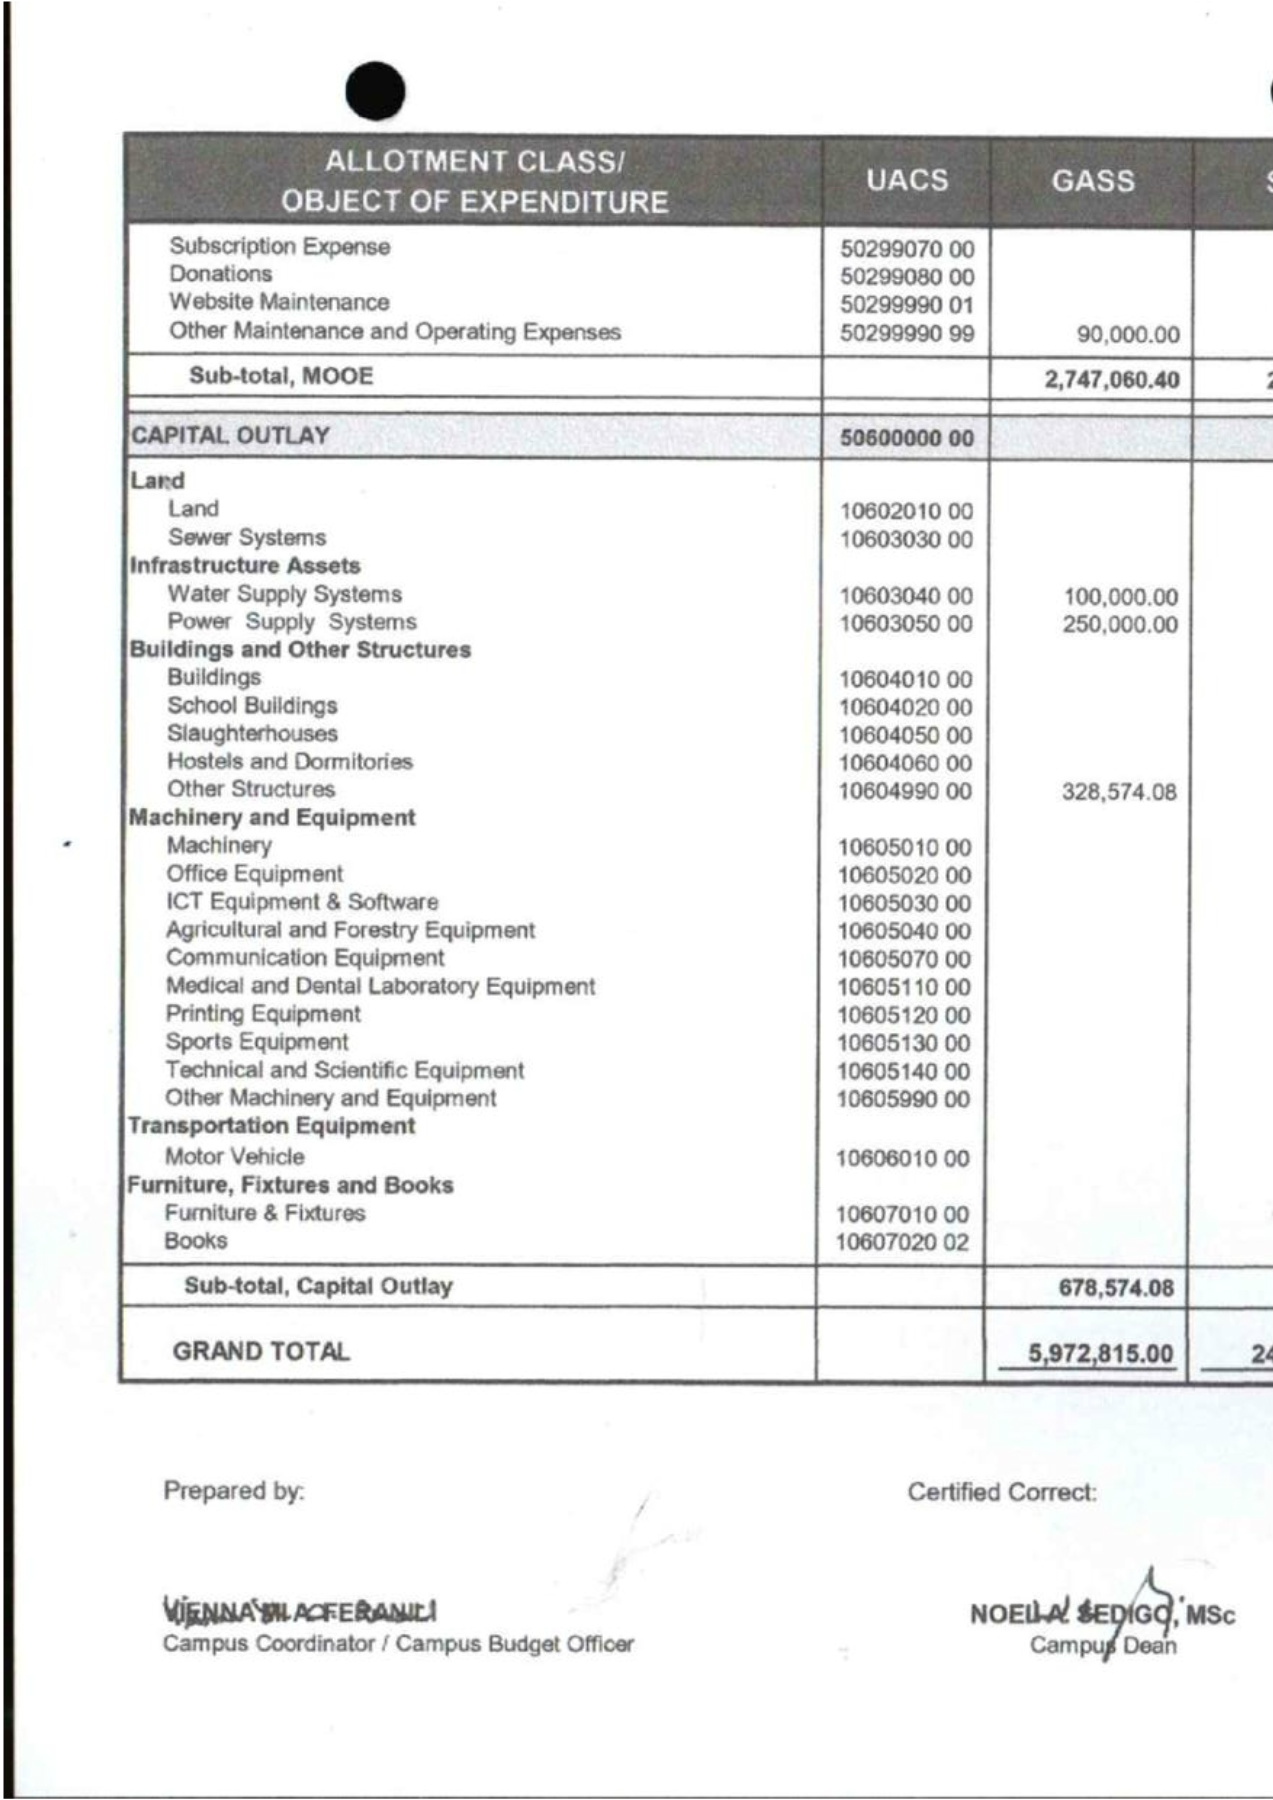 ALLOTMENT CLASS/
OBJECT OF EXPENDITURE UACS GASS
Subscription Expense 50299070 00
Donations 50299080 00
Website Maintenance 50299990 01
Other Maintenance and Operating Expenses 50299990 99 90,000.00
Sub-total, MOOE 2,747,060.40
CAPITAL OUTLAY 50600000 00
Land
Land 10602010 00
Sewer Systems 10603030 00
Infrastructure Assets
Water Supply Systems 10603040 00 100,000.00
Power Supply Systems 10603050 00 250,000.00
Buildings and Other Structures
Buildings 10604010 00
School Buildings 10604020 00
Slaughterhouses 10604050 00
Hostels and Dormitories 10604060 00
Other Structures 10604990 00 328,574.08
Machinery and Equipment
Machinery 10605010 00
Office Equipment 10605020 00
ICT Equipment & Software 10605030 00
Agricultural and Forestry Equipment 10605040 00
Communication Equipment 10605070 00
Medical and Dental Laboratory Equipment 10605110 00
Printing Equipment 10605120 00
Sports Equipment 10605130 00
Technical and Scientific Equipment 10605140 00
Other Machinery and Equipment 10605990 00
Transportation Equipment
Motor Vehicle 10606010 00
Furniture, Fixtures and Books
Furniture & Fixtures 10607010 00
Books 10607020 02
Sub-total, Capital Outlay 678,574.08
GRAND TOTAL 5,972,815.00 24
Prepared by: Certified Correct:
SEDIGO, MSc
Campus Coordinator / Campus Budget Officer Campus Dean